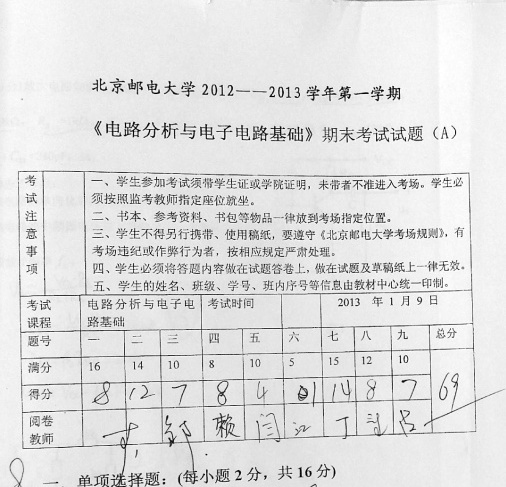 北京邮电大学 2012——2013 学年第一学期
《电路分析与电子电路基础》期末考试试题（A）
考试注意事项
一、学生参加考试须带学生证或学院证明，未带者不准进入考场。学生必
须按照监考教师指定座位就坐。
二、书本、参考资料、书包等物品一律放到考场指定位置。
三、学生不得另行携带、使用稿纸，要遵守《北京邮电大学考场规则》，有
考场违纪或作弊行为者，按相应规定严肃处理。
四、学生必须将答题内容做在试题答卷上，做在试题及草稿纸上一律无效。
五、学生的姓名、班级、学号、班内序号等信息由教材中心统一印制。
考试课程 电路分析与电子电路基础 考试时间 2013 年 1 月 9 日
题号 一 二 三 四 五 六 七 八 九 总分
满分 16 14 10 8 10 5 15 12 10
得分 8 12 7 8 4 1 14 8 7 69
阅卷教师 赖 闫 江 丁 吕
8 一、单项选择题：(每小题 2 分，共 16 分)